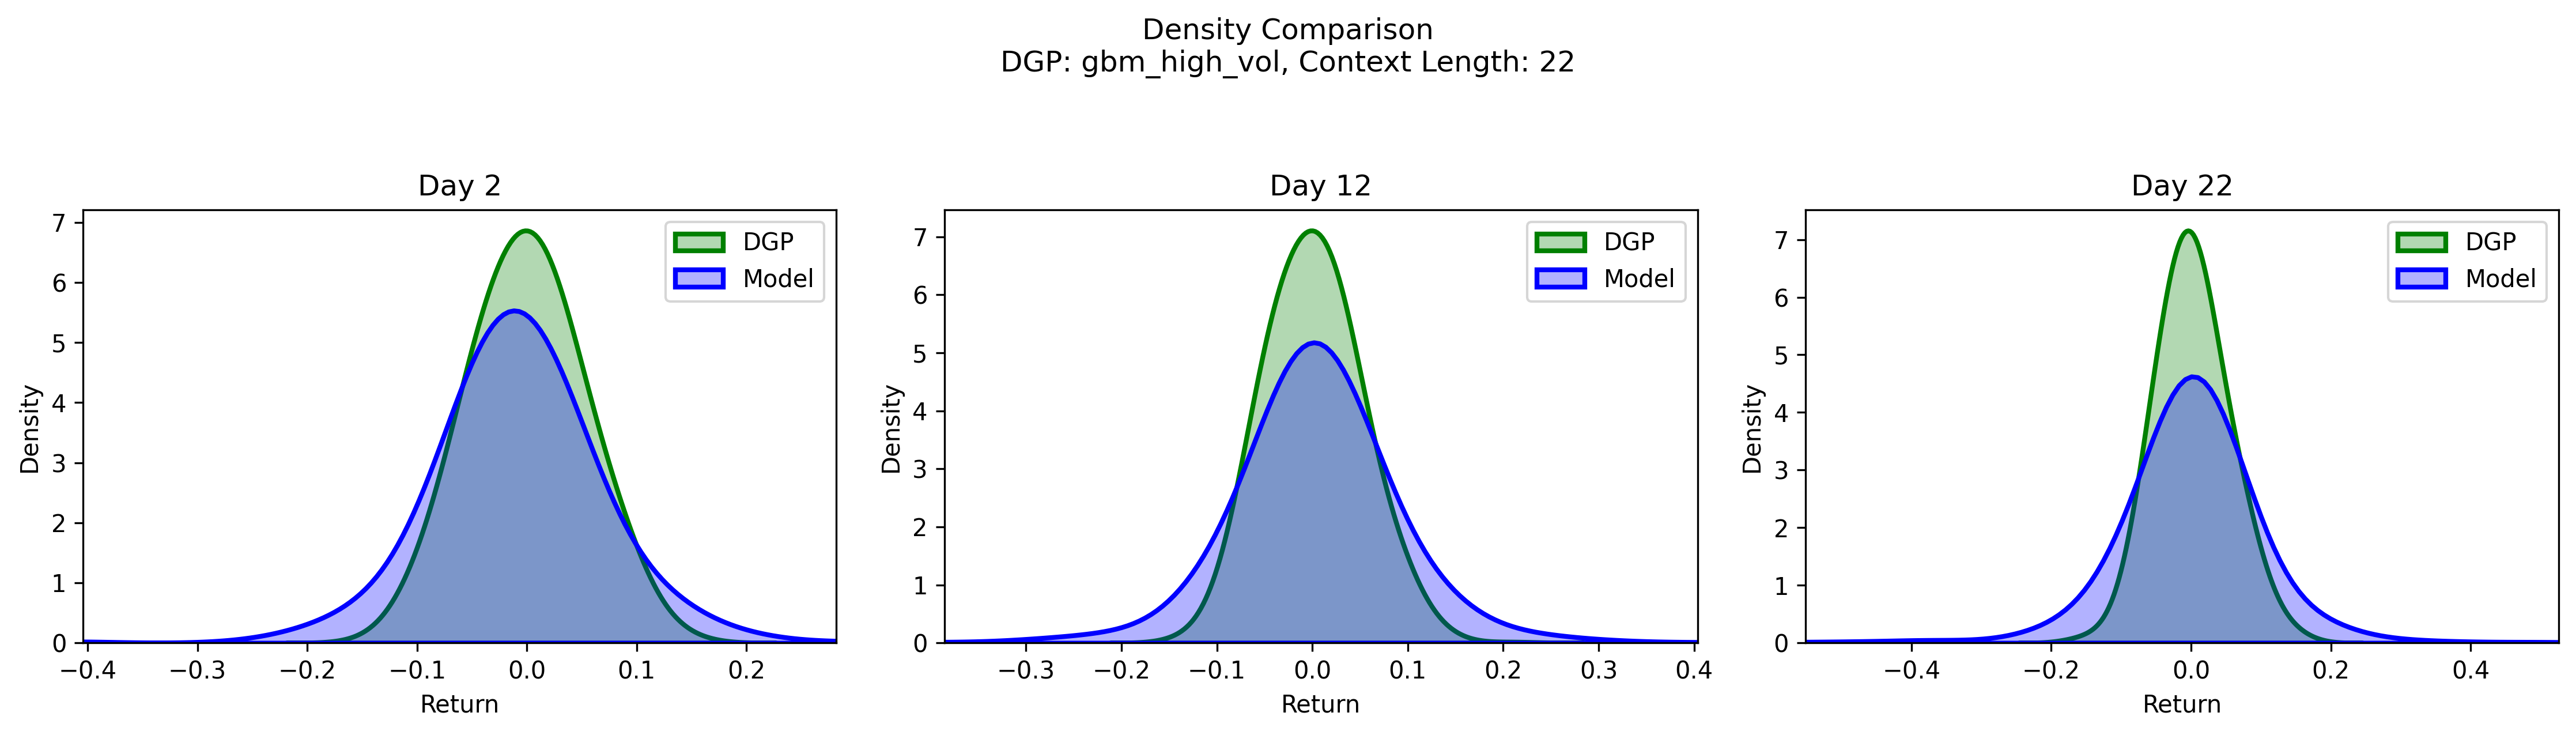 Density Comparison
DGP: gbm_high_vol, Context Length: 22
Day 2
7
6
5
4
3
2
1
0
Density
−0.4 −0.3 −0.2 −0.1 0.0 0.1 0.2
Return
DGP
Model
Day 12
7
6
5
4
3
2
1
0
Density
−0.3 −0.2 −0.1 0.0 0.1 0.2 0.3 0.4
Return
DGP
Model
Day 22
7
6
5
4
3
2
1
0
Density
−0.4 −0.2 0.0 0.2 0.4
Return
DGP
Model